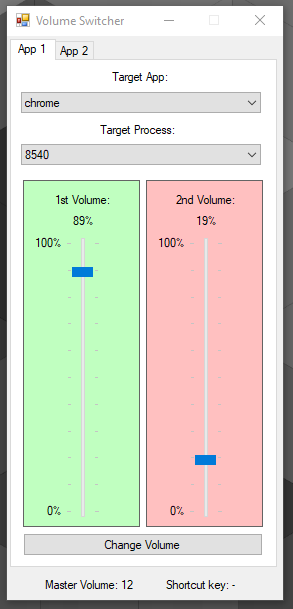 Volume Switcher
App 1 App 2
Target App:
chrome
Target Process:
8540
1st Volume: 2nd Volume:
89% 19%
100% 100%
0% 0%
Change Volume
Master Volume: 12 Shortcut key: -